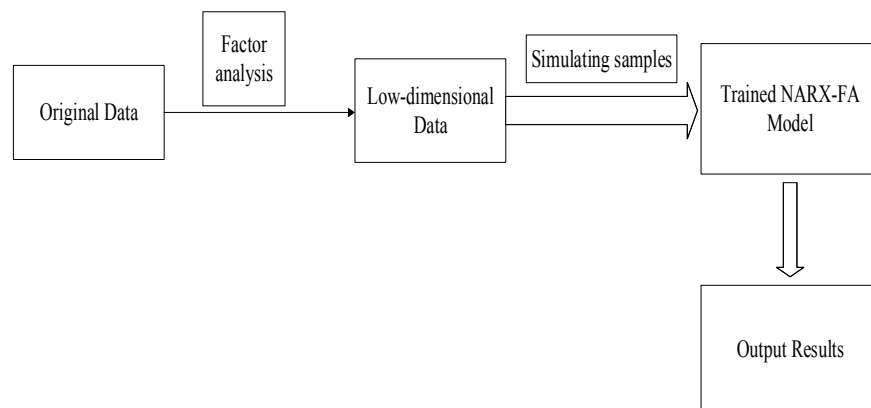 Factor
analysis
Simulating samples
Original Data
Low-dimensional
Data
Trained NARX-FA
Model
Output Results